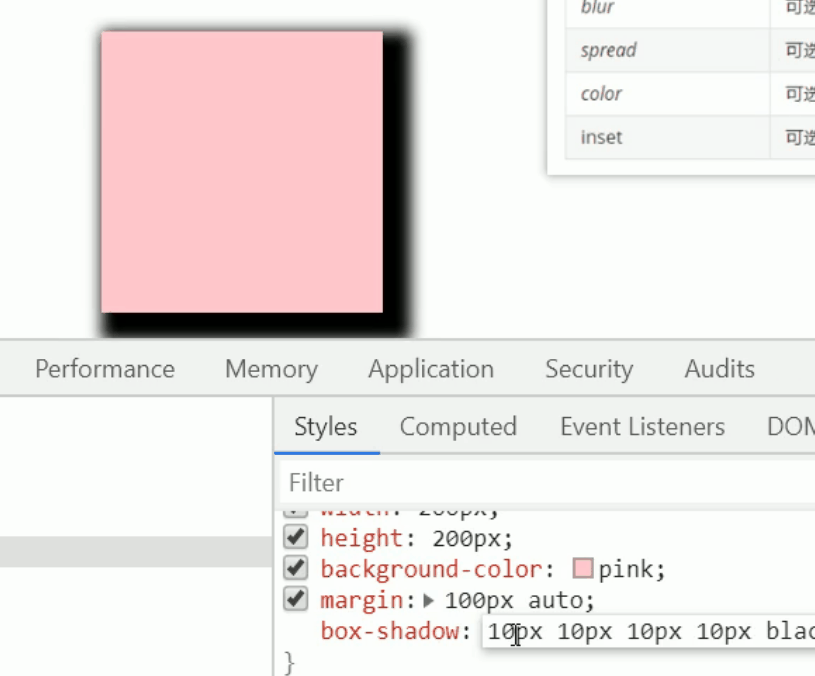 blur 可选
spread 可选
color 可选
inset 可选
Performance Memory Application Security Audits
Styles Computed Event Listeners DOM
Filter
width: 200px;
height: 200px;
background-color: pink;
margin: 100px auto;
box-shadow: 10px 10px 10px 10px blac
}